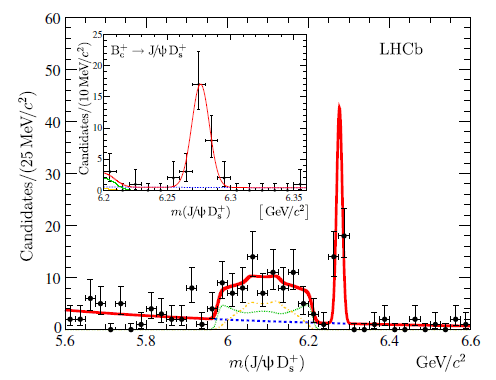 60
50
40
30
20
10
0
Candidates/(25 MeV/c²)
LHCb
25
20
15
10
5
0
Candidates/(10 MeV/c²)
B_c^+ → J/ψ D_s^+
6.2 6.25 6.3 6.35
m(J/ψ D_s^+) [GeV/c²]
5.6 5.8 6 6.2 6.4 6.6
m(J/ψ D_s^+) GeV/c²]